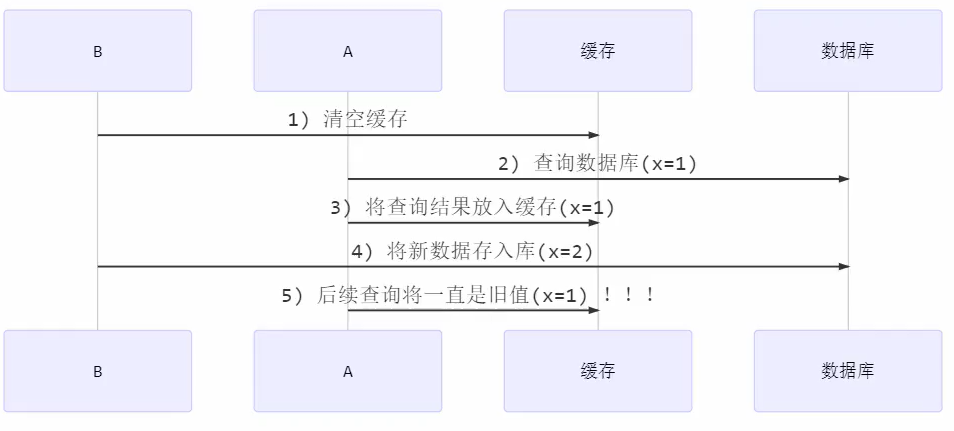 B
A
缓存
数据库
1) 清空缓存
2) 查询数据库(x=1)
3) 将查询结果放入缓存(x=1)
4) 将新数据存入库(x=2)
5) 后续查询将一直是旧值(x=1) ！！！
B
A
缓存
数据库